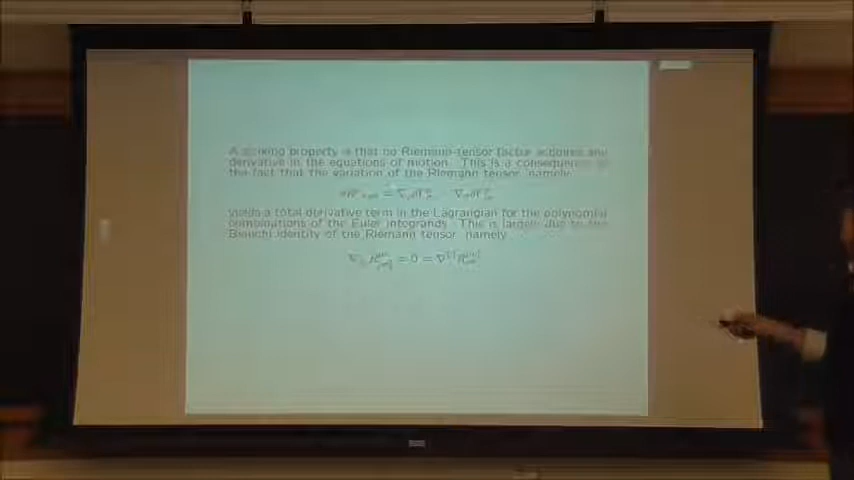 A striking property is that no Riemann-tensor factor acquires any
derivative in the equations of motion. This is a consequence of
the fact that the variation of the Riemann tensor, namely
yields a total derivative term in the Lagrangian for the polynomial
combinations of the Euler integrands. This is largely due to the
Bianchi identity of the Riemann tensor, namely
= 0 =